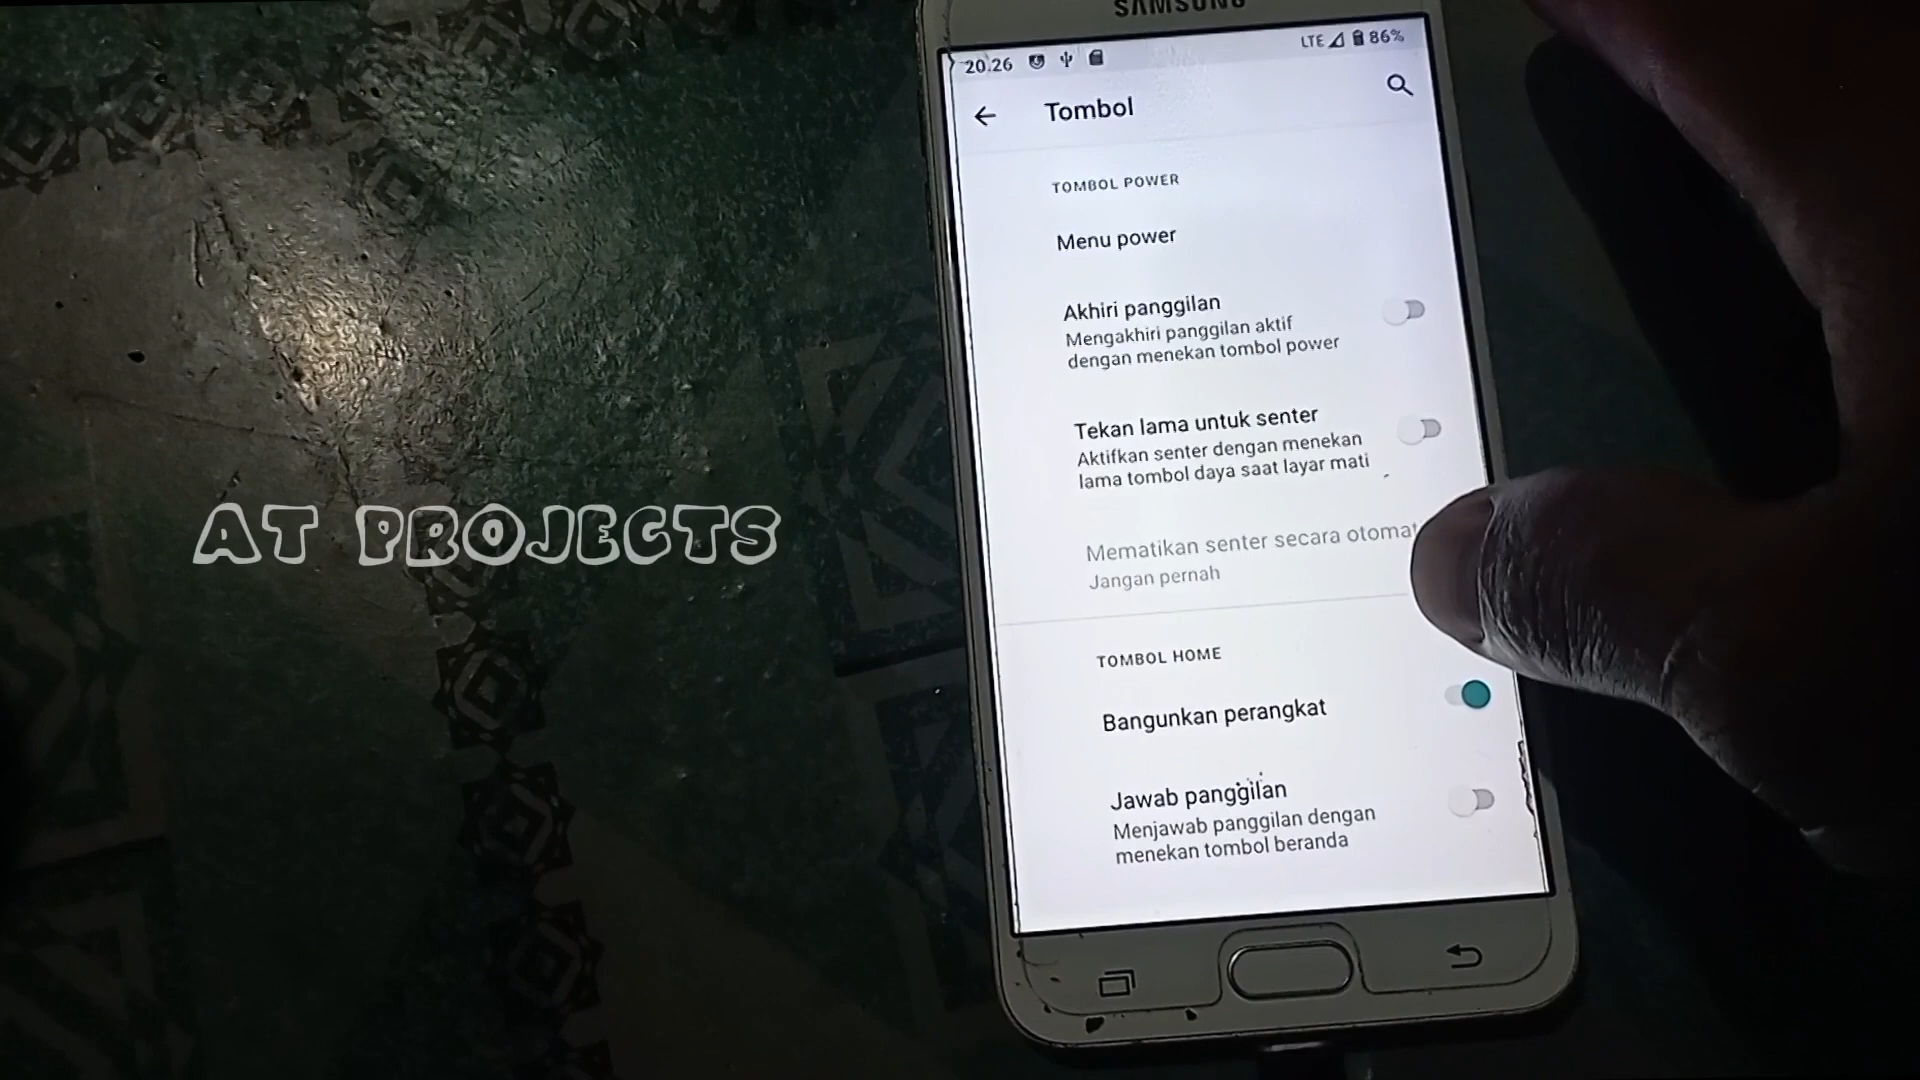 SAMSUNG
20.26
LTE 86%
Tombol
TOMBOL POWER
Menu power
Akhiri panggilan
Mengakhiri panggilan aktif
dengan menekan tombol power
Tekan lama untuk senter
Aktifkan senter dengan menekan
lama tombol daya saat layar mati
Mematikan senter secara otomat
Jangan pernah
AT PROJECTS
TOMBOL HOME
Bangunkan perangkat
Jawab panggilan
Menjawab panggilan dengan
menekan tombol beranda